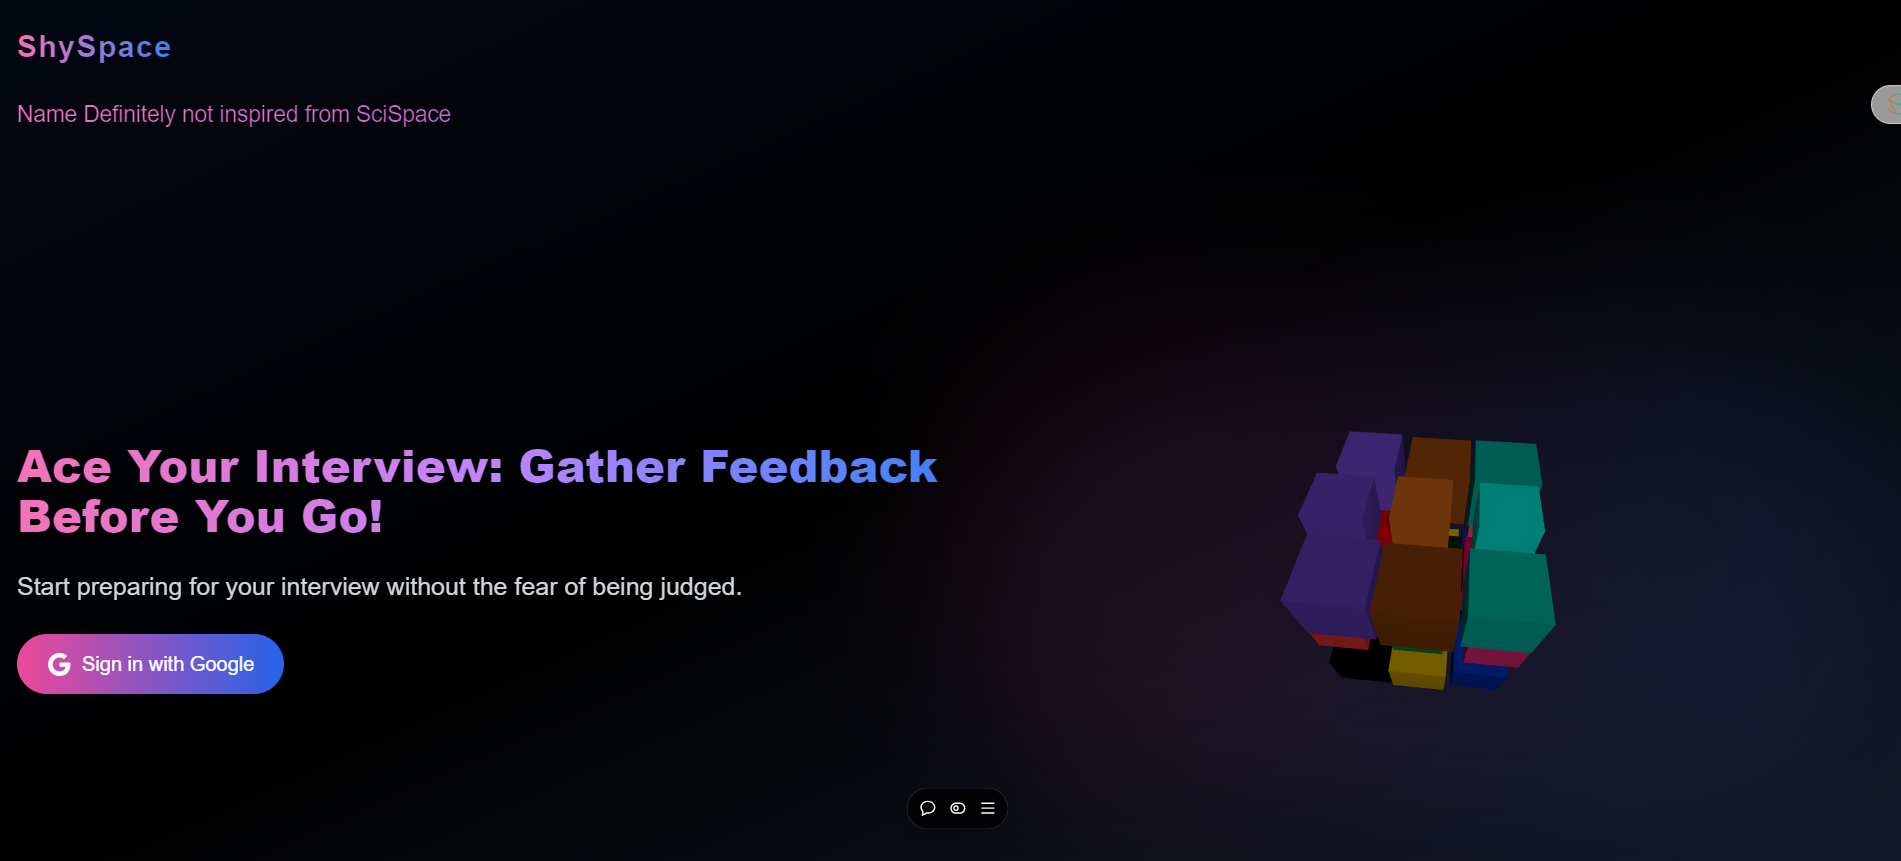 ShySpace
Name Definitely not inspired from SciSpace
Ace Your Interview: Gather Feedback
Before You Go!
Start preparing for your interview without the fear of being judged.
Sign in with Google